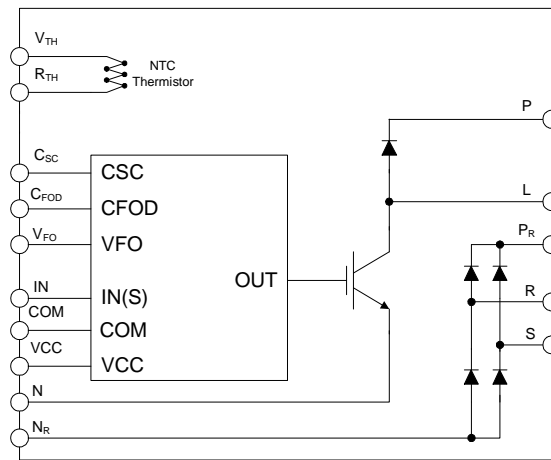 VTH
RTH
NTC
Thermistor
CSC
CFOD
VFO
IN
COM
VCC
N
NR
CSC
CFOD
VFO
IN(S)
COM
VCC
OUT
P
L
PR
R
S